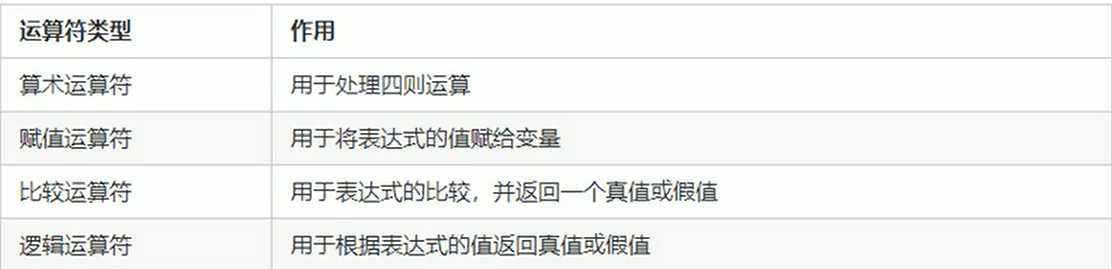 运算符类型 作用
算术运算符 用于处理四则运算
赋值运算符 用于将表达式的值赋给变量
比较运算符 用于表达式的比较，并返回一个真值或假值
逻辑运算符 用于根据表达式的值返回真值或假值